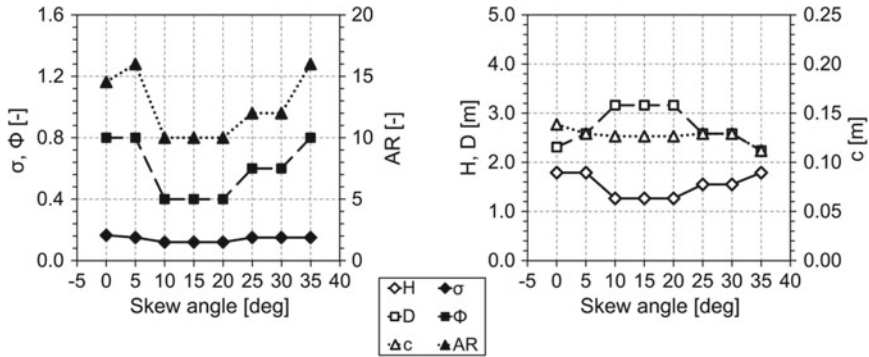 1.6 20 5.0 0.25
1.2 15 4.0 0.20
3.0 0.15
0.8 10
2.0 0.10
0.4 5
1.0 0.05
0.0 0 0.0 0.00
σ, Φ [-]
AR [-]
H, D [m]
c [m]
-5 0 5 10 15 20 25 30 35 40
-5 0 5 10 15 20 25 30 35 40
Skew angle [deg]
Skew angle [deg]
H σ
D Φ
c AR